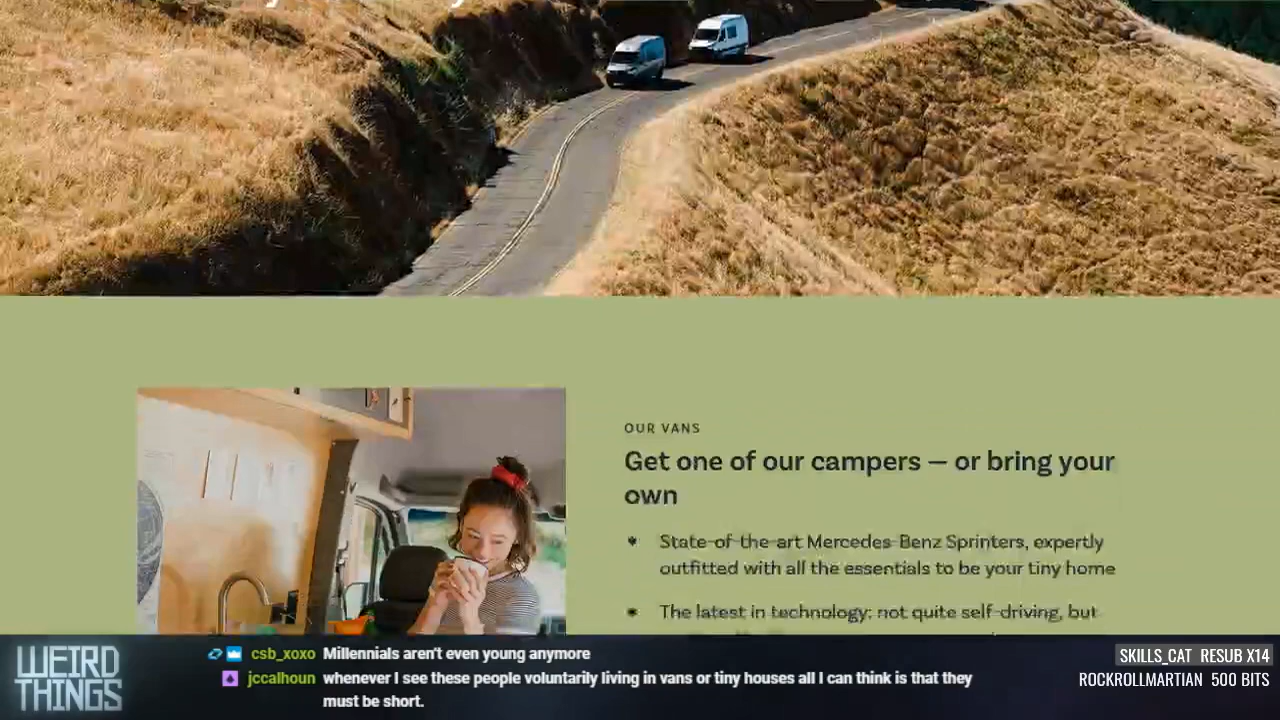 OUR VANS
Get one of our campers — or bring your
own
State-of-the-art Mercedes Benz Sprinters, expertly
outfitted with all the essentials to be your tiny home
The latest in technology: not quite self-driving, but
WEIRD
THINGS
csb_xoxo Millennials aren't even young anymore
jccalhoun whenever I see these people voluntarily living in vans or tiny houses all I can think is that they
must be short.
SKILLS_CAT RESUB X14
ROCKROLLMARTIAN 500 BITS